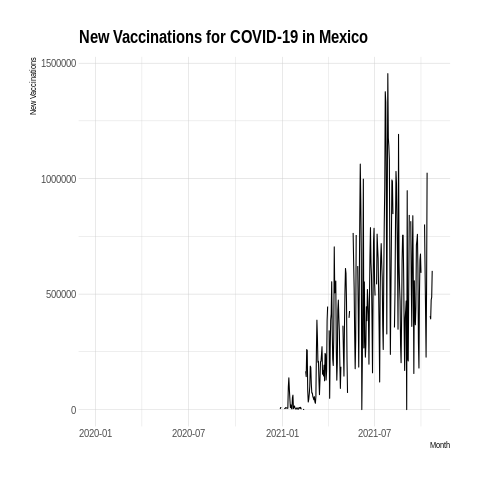 New Vaccinations for COVID-19 in Mexico
New Vaccinations
1500000
1000000
500000
0
2020-01
2020-07
2021-01
2021-07
Month